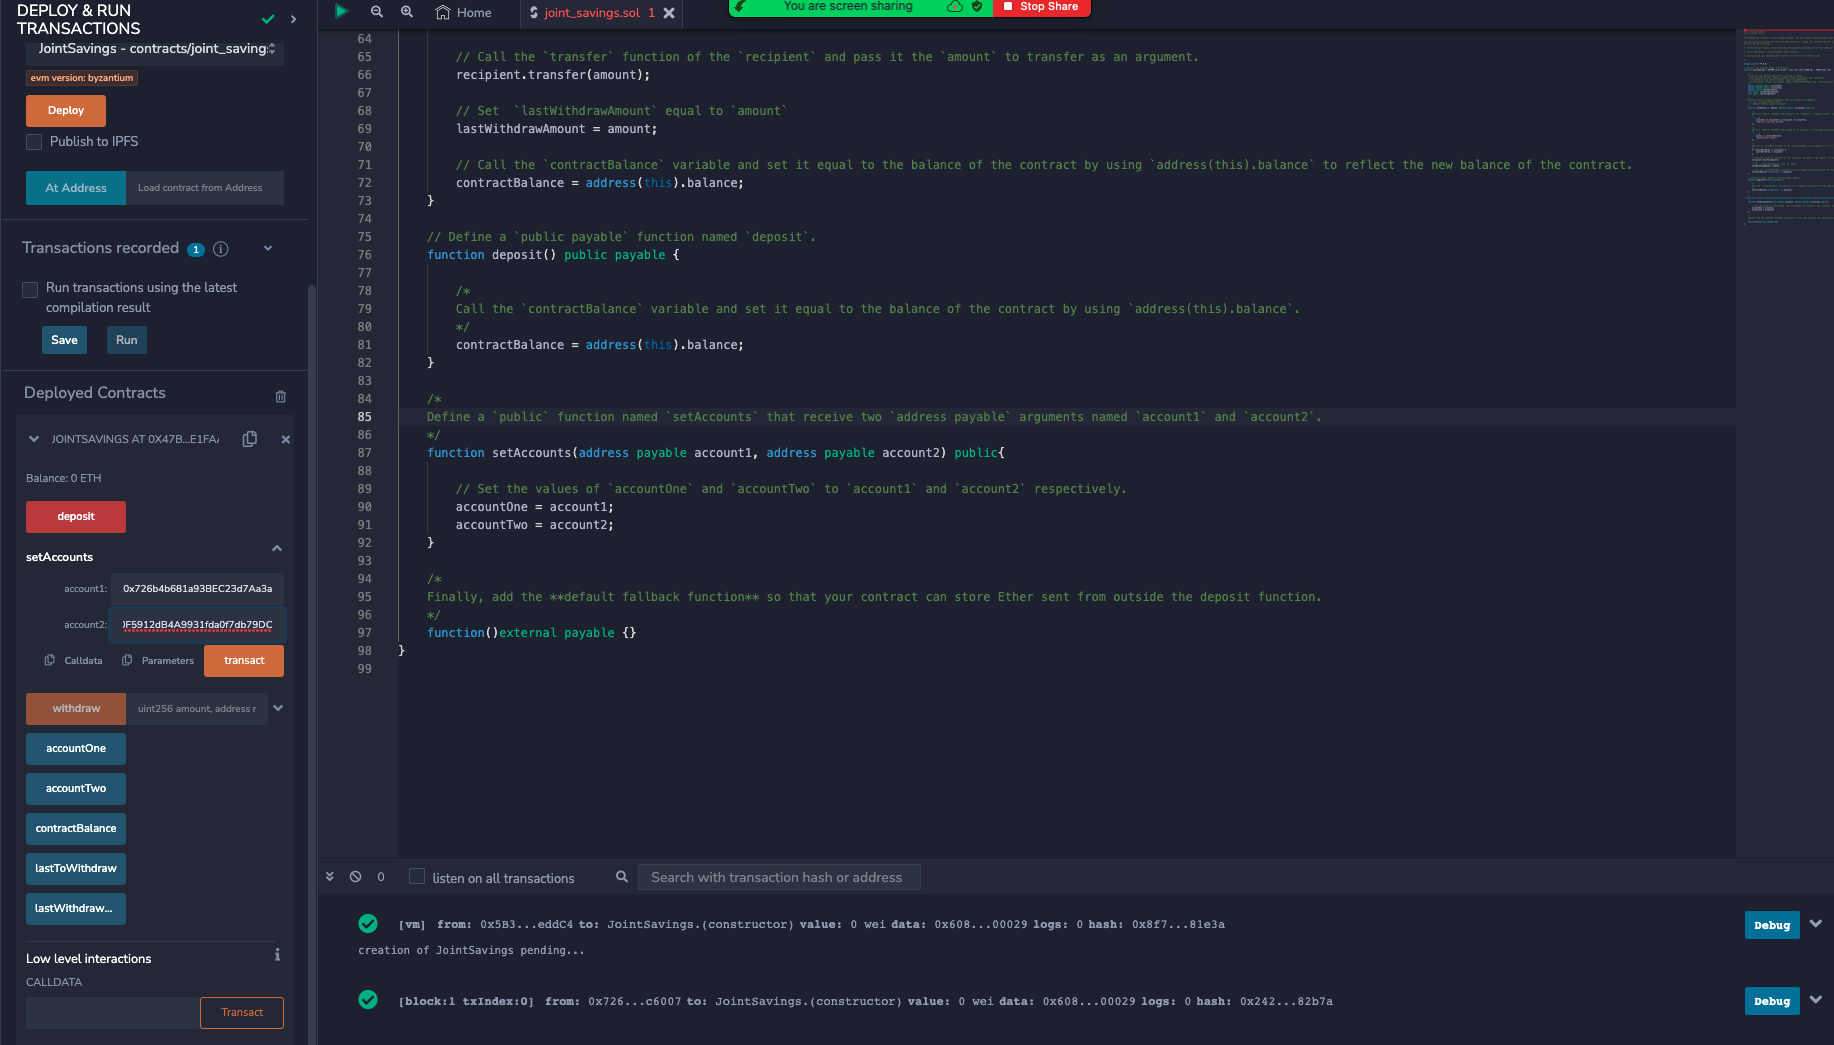 DEPLOY & RUN
TRANSACTIONS
JointSavings - contracts/joint_saving
evm version: byzantium
Deploy
Publish to IPFS
At Address
Load contract from Address
Transactions recorded 1
Run transactions using the latest
compilation result
Save
Run
Deployed Contracts
JOINTSAVINGS AT 0X47B...E1FA
Balance: 0 ETH
deposit
setAccounts
account1: 0x726b4b681a93BEC23d7Aa3a
account2: 0F5912dB4A9931fda0f7db79DC
Calldata
Parameters
transact
withdraw
uint256 amount, address r
accountOne
accountTwo
contractBalance
lastToWithdraw
lastWithdraw...
Low level interactions
CALLDATA
Transact
Home
joint_savings.sol 1
You are screen sharing
Stop Share
64
65 // Call the `transfer` function of the `recipient` and pass it the `amount` to transfer as an argument.
66 recipient.transfer(amount);
67
68 // Set  `lastWithdrawAmount` equal to `amount`
69 lastWithdrawAmount = amount;
70
71 // Call the `contractBalance` variable and set it equal to the balance of the contract by using `address(this).balance` to reflect the new balance of the contract.
72 contractBalance = address(this).balance;
73 }
74
75 // Define a `public payable` function named `deposit`.
76 function deposit() public payable {
77
78 /*
79 Call the `contractBalance` variable and set it equal to the balance of the contract by using `address(this).balance`.
80 */
81 contractBalance = address(this).balance;
82 }
83
84 /*
85 Define a `public` function named `setAccounts` that receive two `address payable` arguments named `account1` and `account2`.
86 */
87 function setAccounts(address payable account1, address payable account2) public{
88
89 // Set the values of `accountOne` and `accountTwo` to `account1` and `account2` respectively.
90 accountOne = account1;
91 accountTwo = account2;
92 }
93
94 /*
95 Finally, add the **default fallback function** so that your contract can store Ether sent from outside the deposit function.
96 */
97 function()external payable {}
98 }
99
0
listen on all transactions
Search with transaction hash or address
[vm] from: 0x5B3...eddC4 to: JointSavings.(constructor) value: 0 wei data: 0x608...00029 logs: 0 hash: 0x8f7...81e3a
Debug
creation of JointSavings pending...
[block:1 txIndex:0] from: 0x726...c6007 to: JointSavings.(constructor) value: 0 wei data: 0x608...00029 logs: 0 hash: 0x242...82b7a
Debug